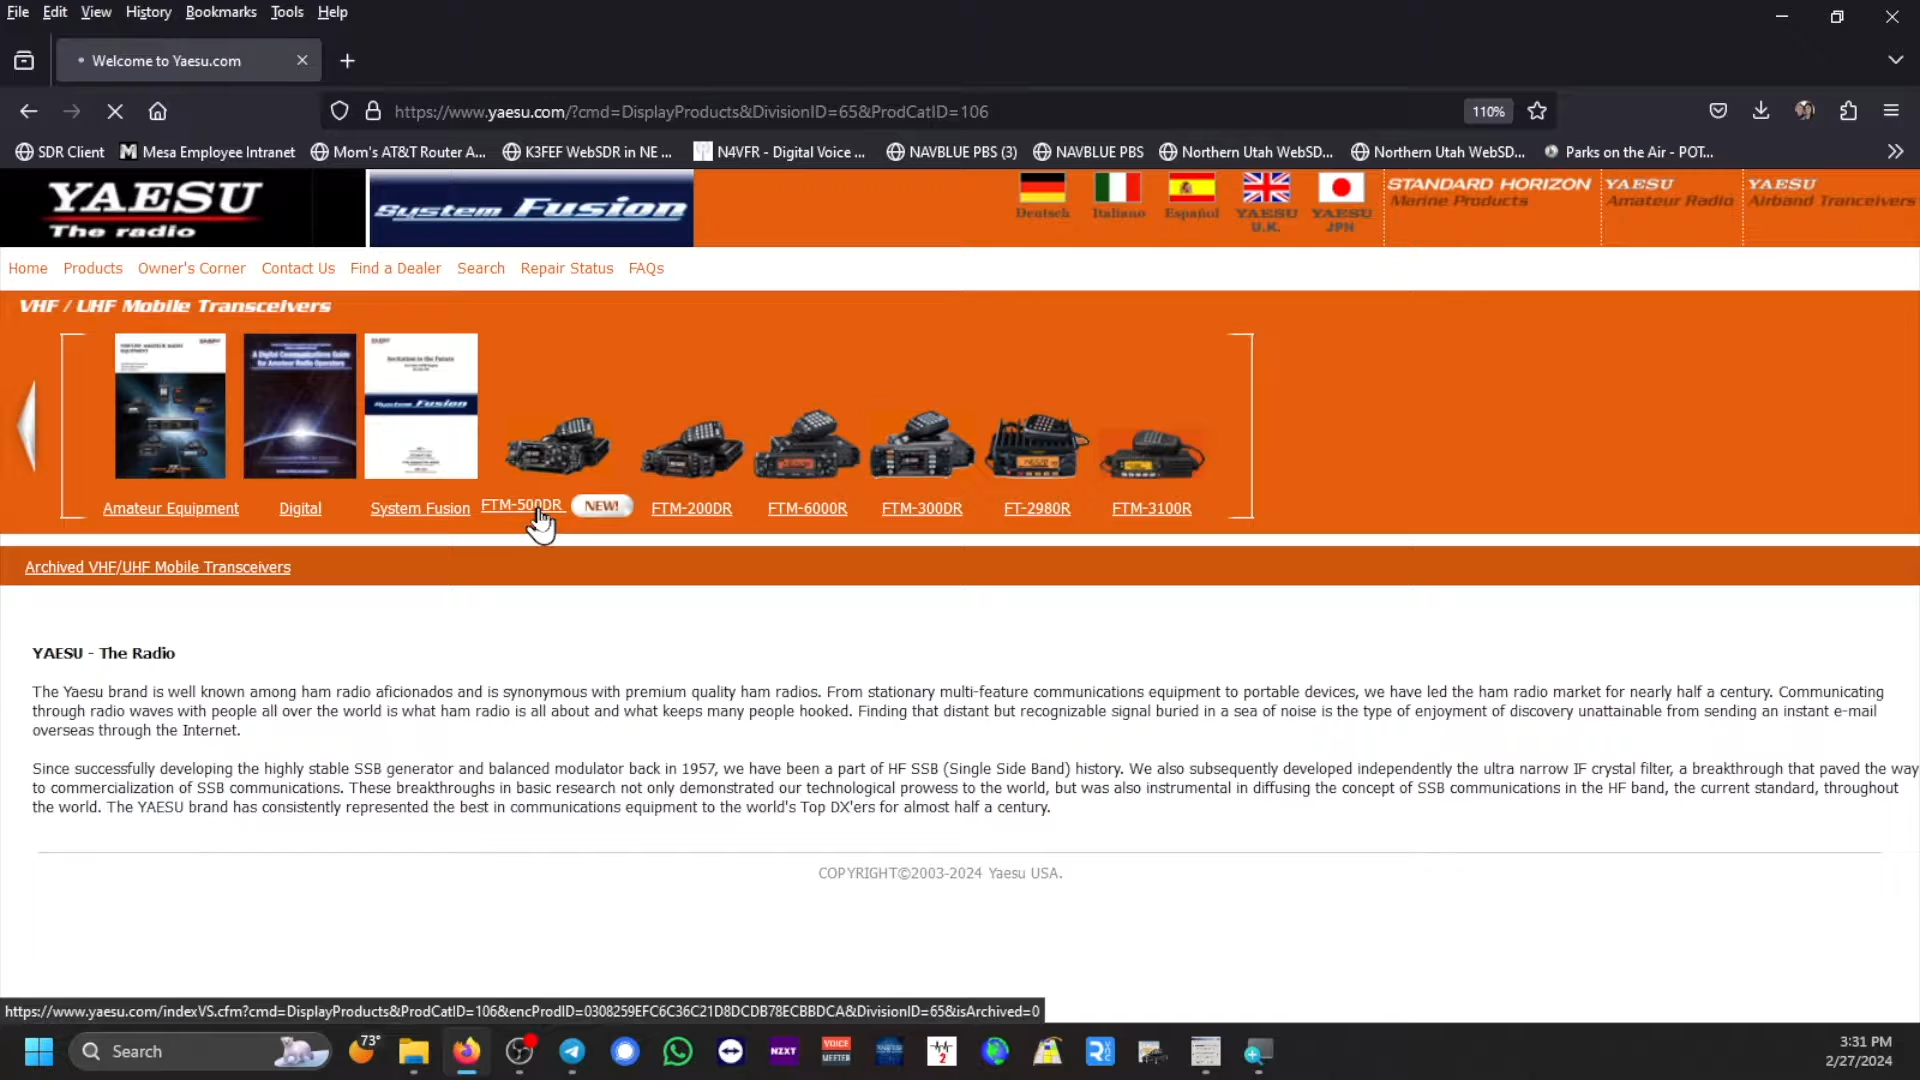 File Edit View History Bookmarks Tools Help
Welcome to Yaesu.com
https://www.yaesu.com/?cmd=DisplayProducts&DivisionID=65&ProdCatID=106
110%
SDR Client
Mesa Employee Intranet
Mom's AT&T Router A...
K3FEF WebSDR in NE ...
N4VFR - Digital Voice ...
NAVBLUE PBS (3)
NAVBLUE PBS
Northern Utah WebSD...
Northern Utah WebSD...
Parks on the Air - POT...
YAESU
The radio
System Fusion
Deutsch
Italiano
Español
YAESU
U.K.
YAESU
JPN
STANDARD HORIZON
Marine Products
YAESU
Amateur Radio
YAESU
Airband Tranceivers
Home Products Owner's Corner Contact Us Find a Dealer Search Repair Status FAQs
VHF / UHF Mobile Transceivers
A Digital Communications Guide
for Amateur Radio Operators
Invitation to the Future
System Fusion
Amateur Equipment
Digital
System Fusion
FTM-500DR
NEW!
FTM-200DR
FTM-6000R
FTM-300DR
FT-2980R
FTM-3100R
Archived VHF/UHF Mobile Transceivers
YAESU - The Radio
The Yaesu brand is well known among ham radio aficionados and is synonymous with premium quality ham radios. From stationary multi-feature communications equipment to portable devices, we have led the ham radio market for nearly half a century. Communicating
through radio waves with people all over the world is what ham radio is all about and what keeps many people hooked. Finding that distant but recognizable signal buried in a sea of noise is the type of enjoyment of discovery unattainable from sending an instant e-mail
overseas through the Internet.
Since successfully developing the highly stable SSB generator and balanced modulator back in 1957, we have been a part of HF SSB (Single Side Band) history. We also subsequently developed independently the ultra narrow IF crystal filter, a breakthrough that paved the way
to commercialization of SSB communications. These breakthroughs in basic research not only demonstrated our technological prowess to the world, but was also instrumental in diffusing the concept of SSB communications in the HF band, the current standard, throughout
the world. The YAESU brand has consistently represented the best in communications equipment to the world's Top DX'ers for almost half a century.
COPYRIGHT©2003-2024 Yaesu USA.
https://www.yaesu.com/indexVS.cfm?cmd=DisplayProducts&ProdCatID=106&encProdID=0308259EFC6C36C21D8DCDB78ECBBDCA&DivisionID=65&isArchived=0
Search
73°
NZXT
VOICE
MEETER
2
3:31 PM
2/27/2024